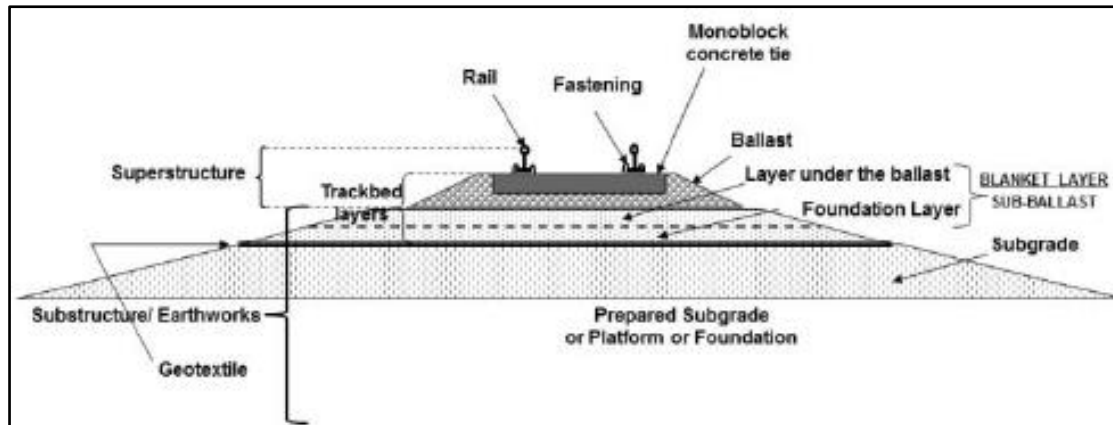 Monoblock
concrete tie
Rail
Fastening
Ballast
Superstructure
Trackbed
layers
Layer under the ballast
BLANKET LAYER
SUB-BALLAST
Foundation Layer
Subgrade
Substructure/ Earthworks
Prepared Subgrade
or Platform or Foundation
Geotextile